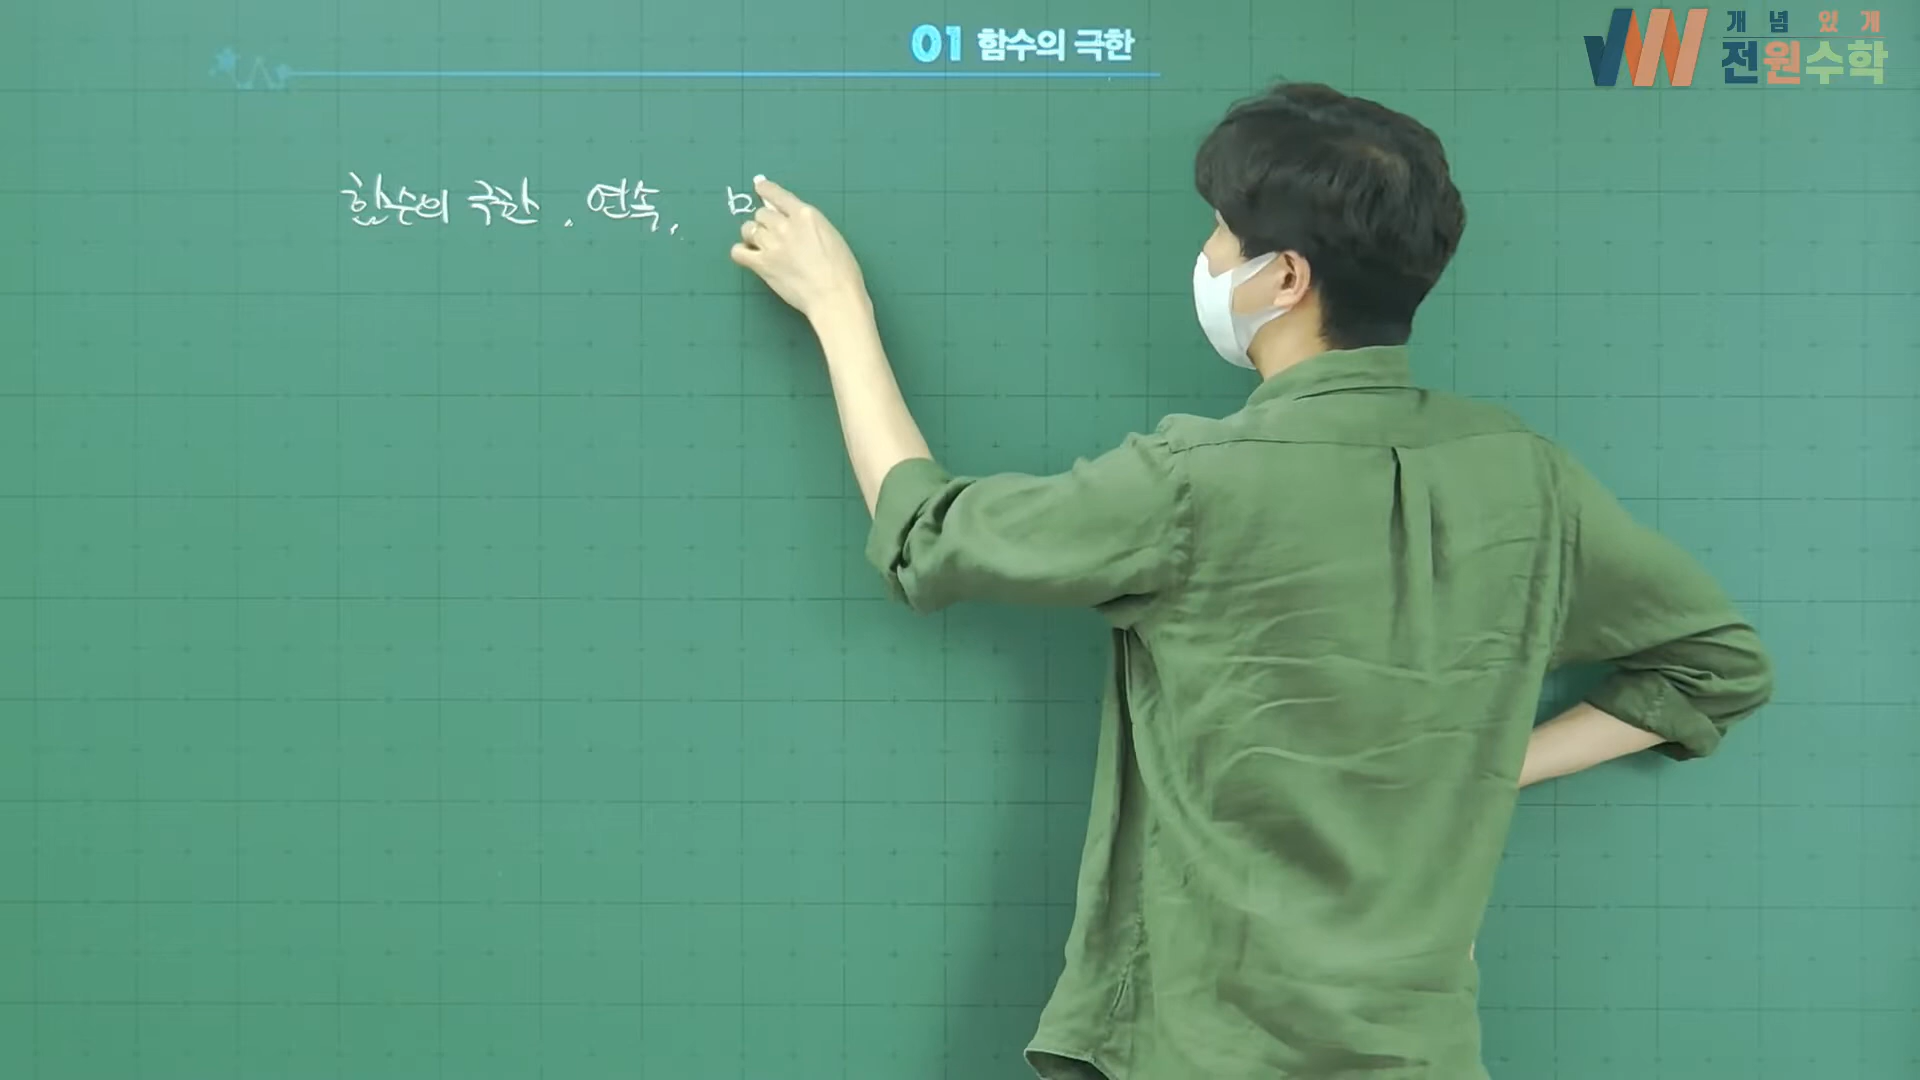 01 함수의 극한
개념 있게
전원수학
함수의 극한, 연속,